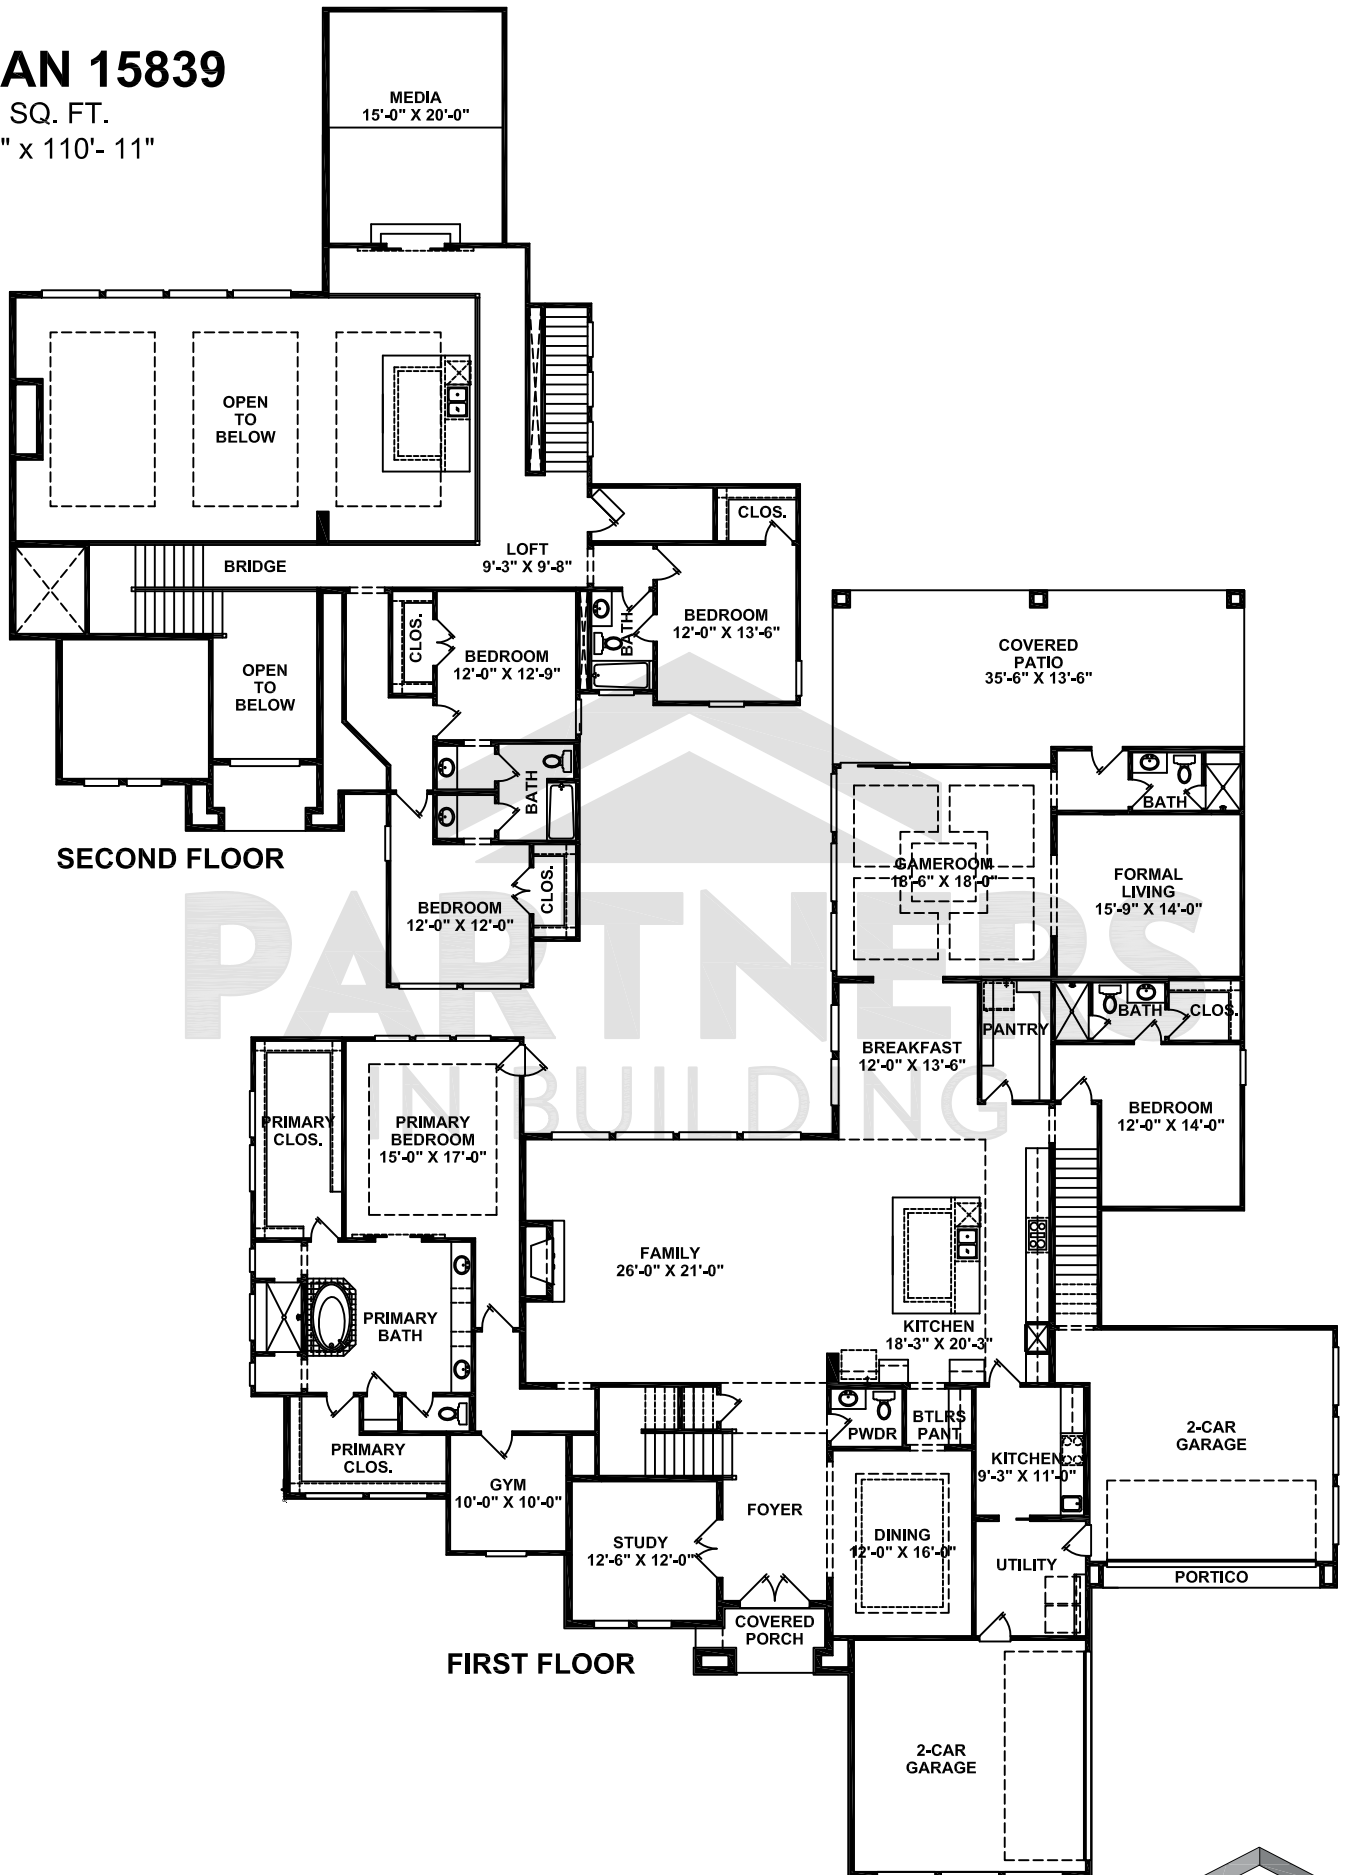 AN 15839
SQ. FT.
" x 110'- 11"
MEDIA
15'-0" X 20'-0"
OPEN
TO
BELOW
BRIDGE
LOFT
9'-3" X 9'-8"
CLOS.
BEDROOM
12'-0" X 13'-6"
BATH
CLOS.
BEDROOM
12'-0" X 12'-9"
OPEN
TO
BELOW
BATH
BEDROOM
12'-0" X 12'-0"
CLOS.
SECOND FLOOR
COVERED
PATIO
35'-6" X 13'-6"
BATH
GAMEROOM
18'-6" X 18'-0"
FORMAL
LIVING
15'-9" X 14'-0"
PARTNERS
IN BUILDING
BREAKFAST
12'-0" X 13'-6"
PANTRY
BATH
CLOS.
BEDROOM
12'-0" X 14'-0"
PRIMARY
CLOS.
PRIMARY
BEDROOM
15'-0" X 17'-0"
FAMILY
26'-0" X 21'-0"
KITCHEN
18'-3" X 20'-3"
PRIMARY
BATH
PRIMARY
CLOS.
GYM
10'-0" X 10'-0"
STUDY
12'-6" X 12'-0"
FOYER
PWDR
BTLRS
PANT
KITCHEN
9'-3" X 11'-0"
DINING
12'-0" X 16'-0"
UTILITY
2-CAR
GARAGE
PORTICO
COVERED
PORCH
FIRST FLOOR
2-CAR
GARAGE